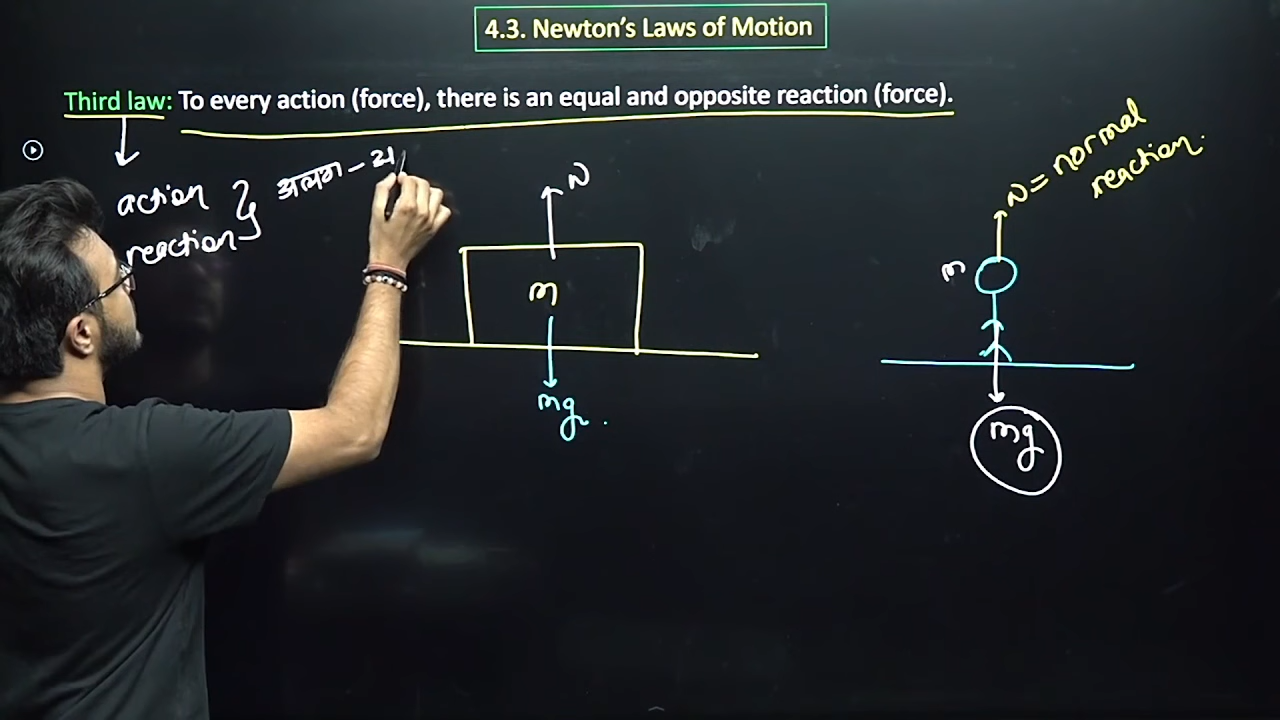 4.3. Newton's Laws of Motion
Third law: To every action (force), there is an equal and opposite reaction (force).
action
reaction
अलग -
N
m
mg
N = normal
reaction.
m
mg